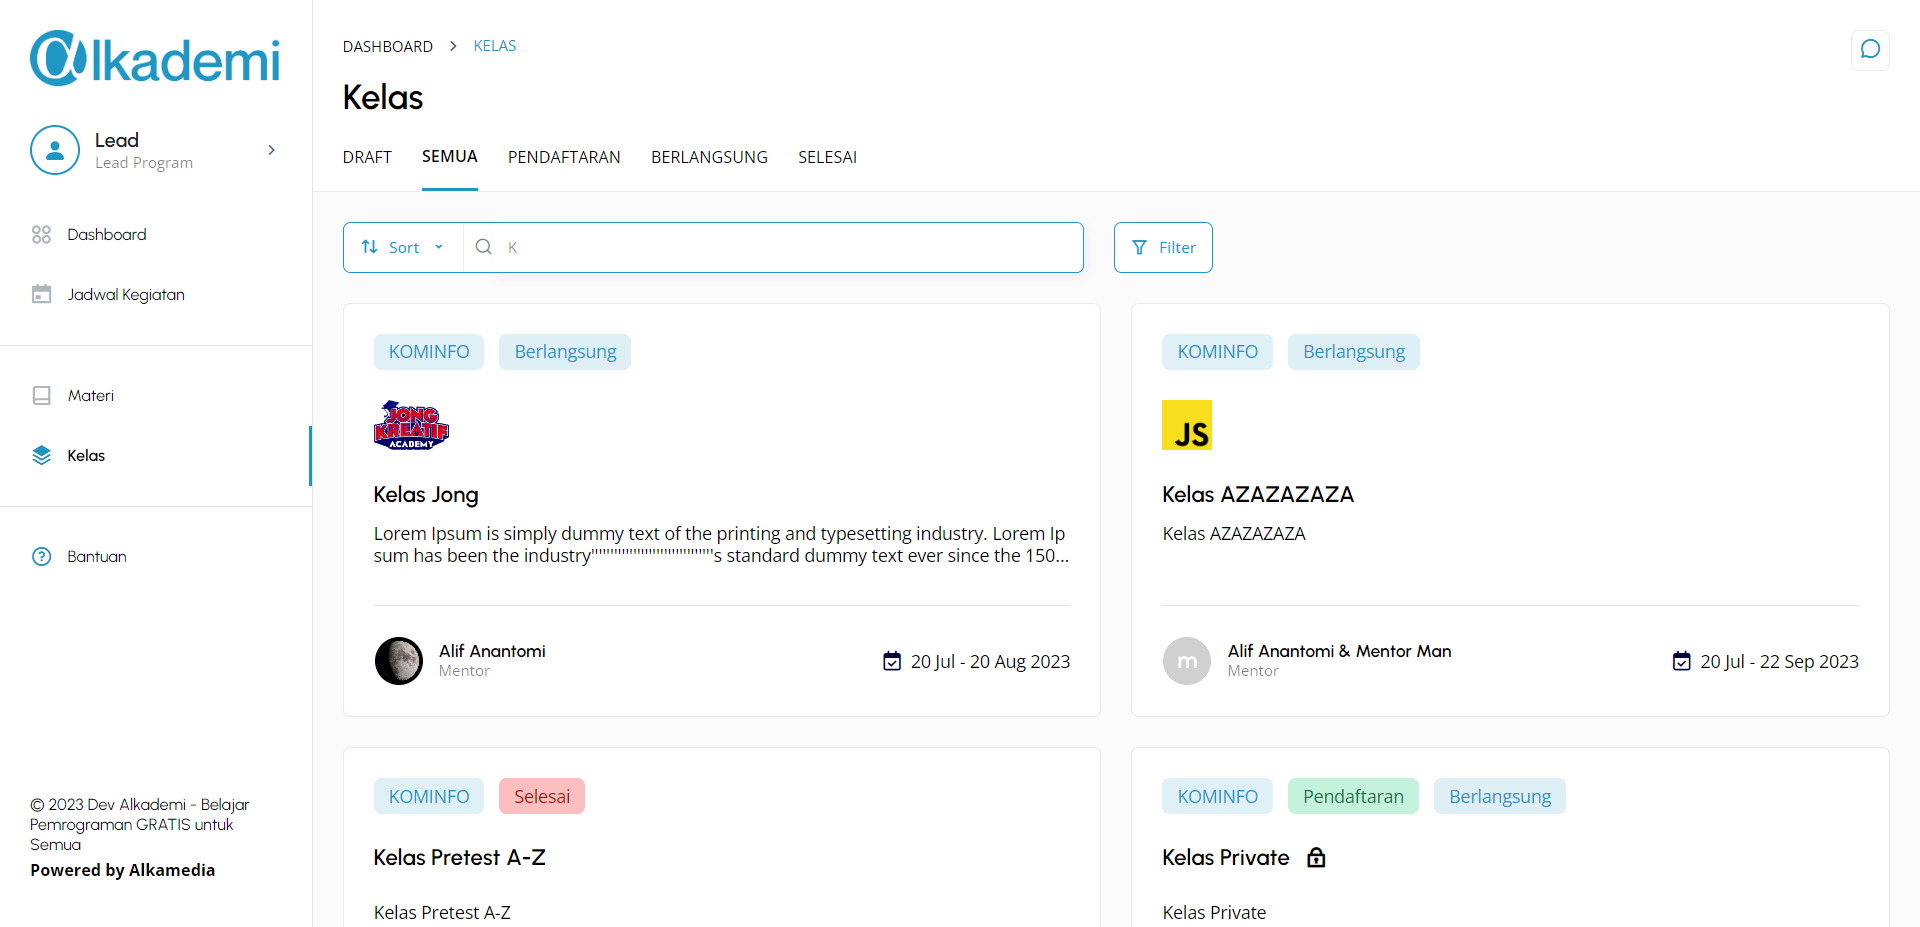 @lkademi
Lead
Lead Program
Dashboard
Jadwal Kegiatan
Materi
Kelas
Bantuan
© 2023 Dev Alkademi - Belajar
Pemrograman GRATIS untuk
Semua
Powered by Alkamedia
DASHBOARD > KELAS
Kelas
DRAFT SEMUA PENDAFTARAN BERLANGSUNG SELESAI
Sort K Filter
KOMINFO Berlangsung
JONG
KREATIF
ACADEMY
Kelas Jong
Lorem Ipsum is simply dummy text of the printing and typesetting industry. Lorem Ip
sum has been the industry''''''''''''''''''''''''''''''''s standard dummy text ever since the 150...
Alif Anantomi
Mentor
20 Jul - 20 Aug 2023
KOMINFO Berlangsung
JS
Kelas AZAZAZAZA
Kelas AZAZAZAZA
m
Alif Anantomi & Mentor Man
Mentor
20 Jul - 22 Sep 2023
KOMINFO Selesai
Kelas Pretest A-Z
Kelas Pretest A-Z
KOMINFO Pendaftaran Berlangsung
Kelas Private
Kelas Private